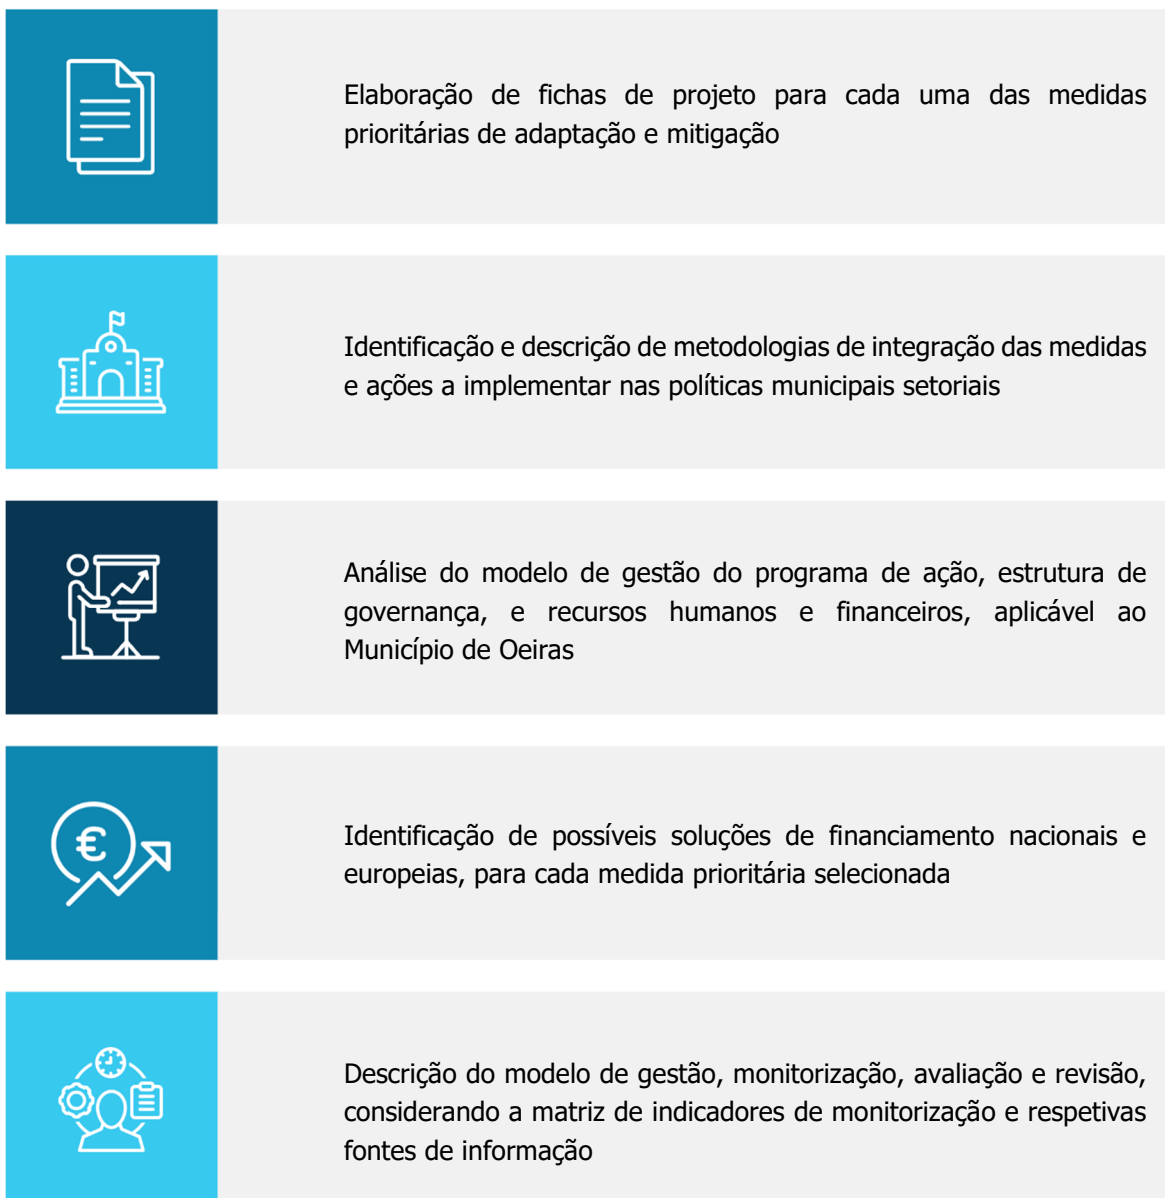 Elaboração de fichas de projeto para cada uma das medidas
prioritárias de adaptação e mitigação
Identificação e descrição de metodologias de integração das medidas
e ações a implementar nas políticas municipais setoriais
Análise do modelo de gestão do programa de ação, estrutura de
governança, e recursos humanos e financeiros, aplicável ao
Município de Oeiras
€
Identificação de possíveis soluções de financiamento nacionais e
europeias, para cada medida prioritária selecionada
Descrição do modelo de gestão, monitorização, avaliação e revisão,
considerando a matriz de indicadores de monitorização e respetivas
fontes de informação